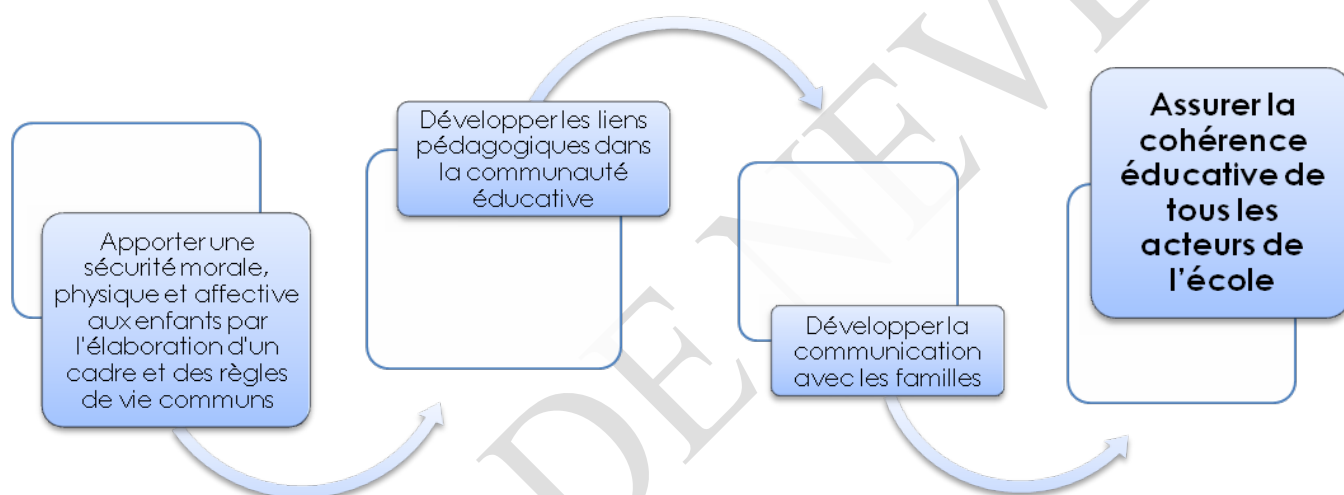 Apporter une
sécurité morale,
physique et affective
aux enfants par
l'élaboration d'un
cadre et des règles
de vie communs
Développer les liens
pédagogiques dans
la communauté
éducative
Développer la
communication
avec les familles
Assurer la
cohérence
éducative de
tous les
acteurs de
l'école
DENEV